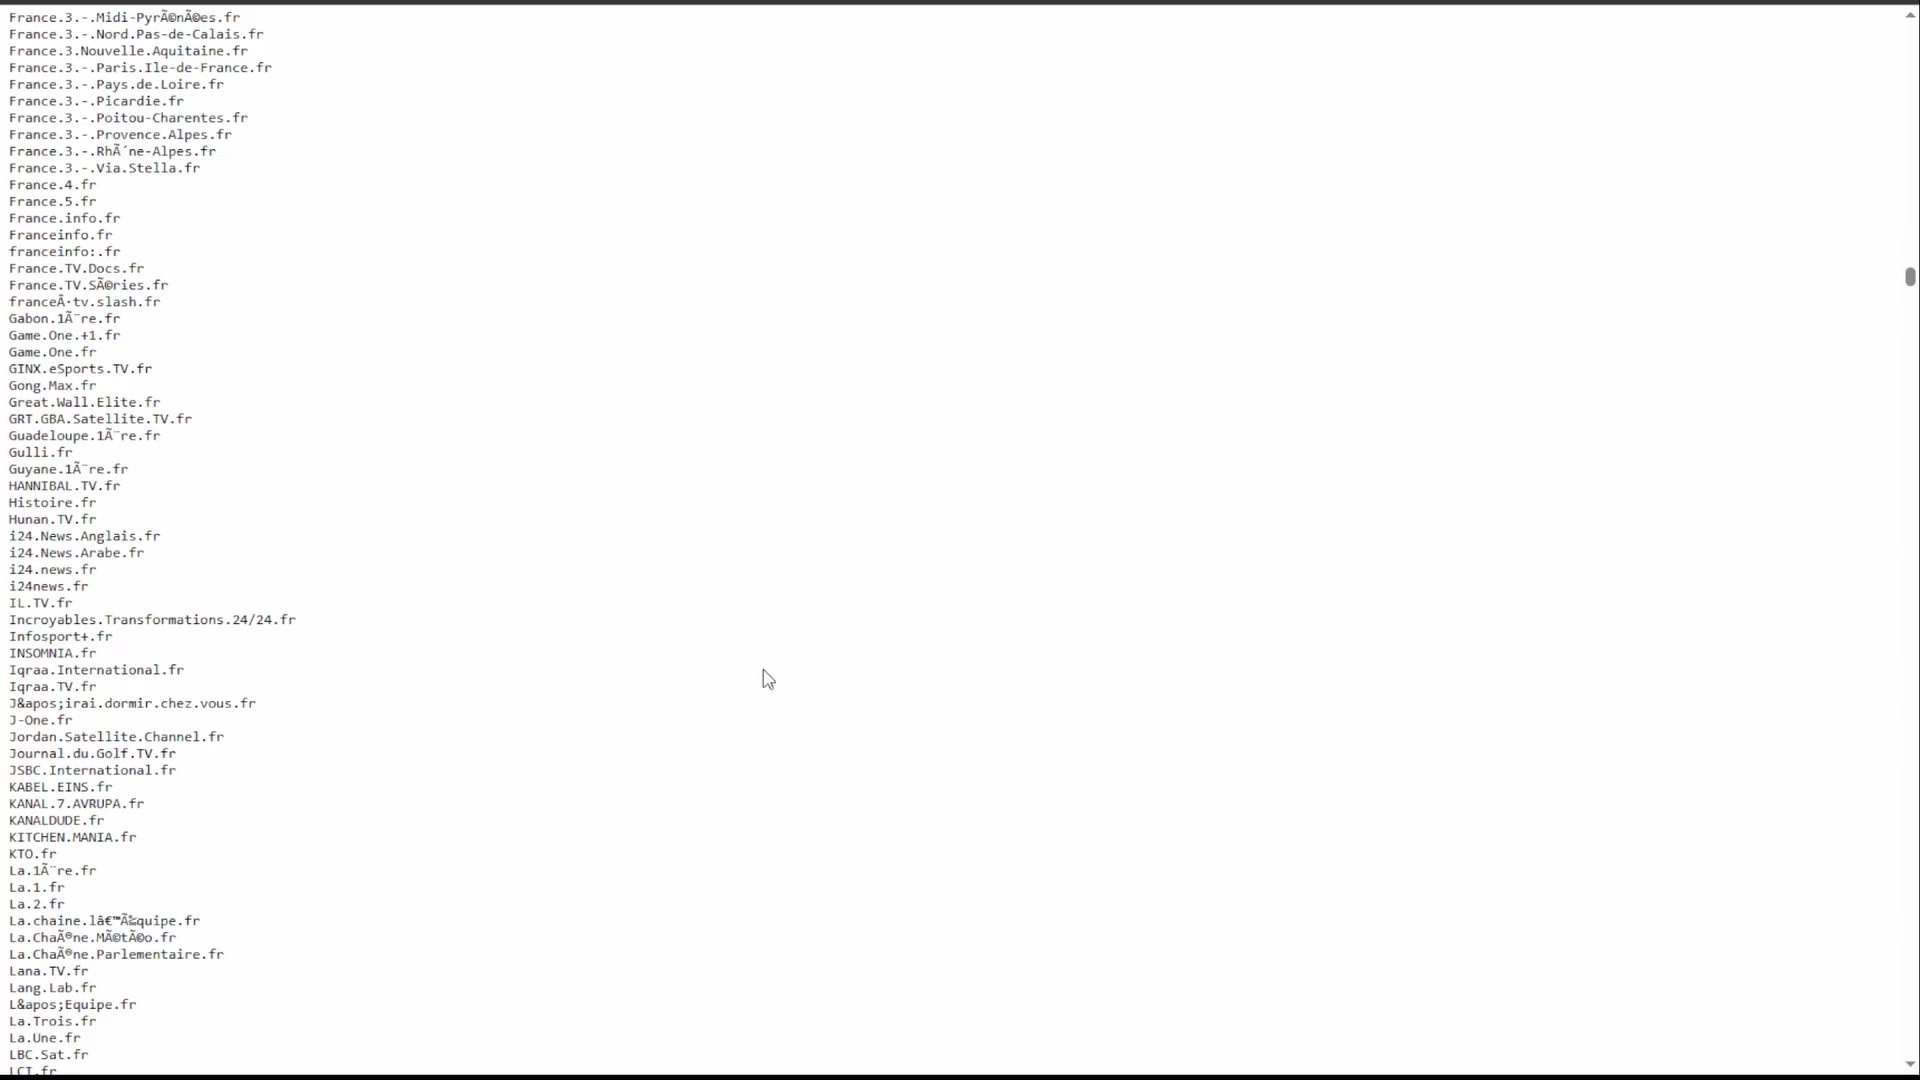 France.3.-.Midi-PyrÃ©nÃ©es.fr
France.3.-.Nord.Pas-de-Calais.fr
France.3.Nouvelle.Aquitaine.fr
France.3.-.Paris.Ile-de-France.fr
France.3.-.Pays.de.Loire.fr
France.3.-.Picardie.fr
France.3.-.Poitou-Charentes.fr
France.3.-.Provence.Alpes.fr
France.3.-.RhÃ´ne-Alpes.fr
France.3.-.Via.Stella.fr
France.4.fr
France.5.fr
France.info.fr
Franceinfo.fr
franceinfo:.fr
France.TV.Docs.fr
France.TV.SÃ©ries.fr
franceÂ·tv.slash.fr
Gabon.1Ã¨re.fr
Game.One.+1.fr
Game.One.fr
GINX.eSports.TV.fr
Gong.Max.fr
Great.Wall.Elite.fr
GRT.GBA.Satellite.TV.fr
Guadeloupe.1Ã¨re.fr
Gulli.fr
Guyane.1Ã¨re.fr
HANNIBAL.TV.fr
Histoire.fr
Hunan.TV.fr
i24.News.Anglais.fr
i24.News.Arabe.fr
i24.news.fr
i24news.fr
IL.TV.fr
Incroyables.Transformations.24/24.fr
Infosport+.fr
INSOMNIA.fr
Iqraa.International.fr
Iqraa.TV.fr
J&apos;irai.dormir.chez.vous.fr
J-One.fr
Jordan.Satellite.Channel.fr
Journal.du.Golf.TV.fr
JSBC.International.fr
KABEL.EINS.fr
KANAL.7.AVRUPA.fr
KANALDUDE.fr
KITCHEN.MANIA.fr
KTO.fr
La.1Ã¨re.fr
La.1.fr
La.2.fr
La.chaine.lâ€™Ã‰quipe.fr
La.ChaÃ®ne.MÃ©tÃ©o.fr
La.ChaÃ®ne.Parlementaire.fr
Lana.TV.fr
Lang.Lab.fr
L&apos;Equipe.fr
La.Trois.fr
La.Une.fr
LBC.Sat.fr
LCI.fr